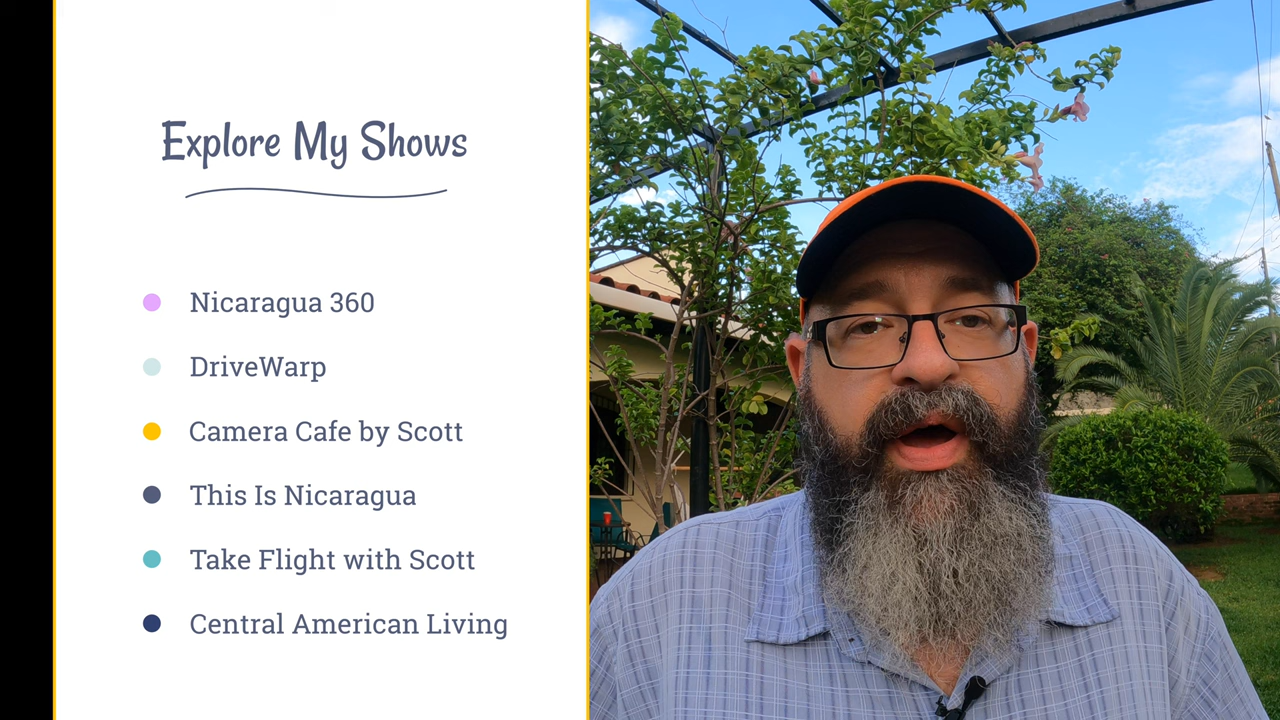 Explore My Shows
Nicaragua 360
DriveWarp
Camera Cafe by Scott
This Is Nicaragua
Take Flight with Scott
Central American Living